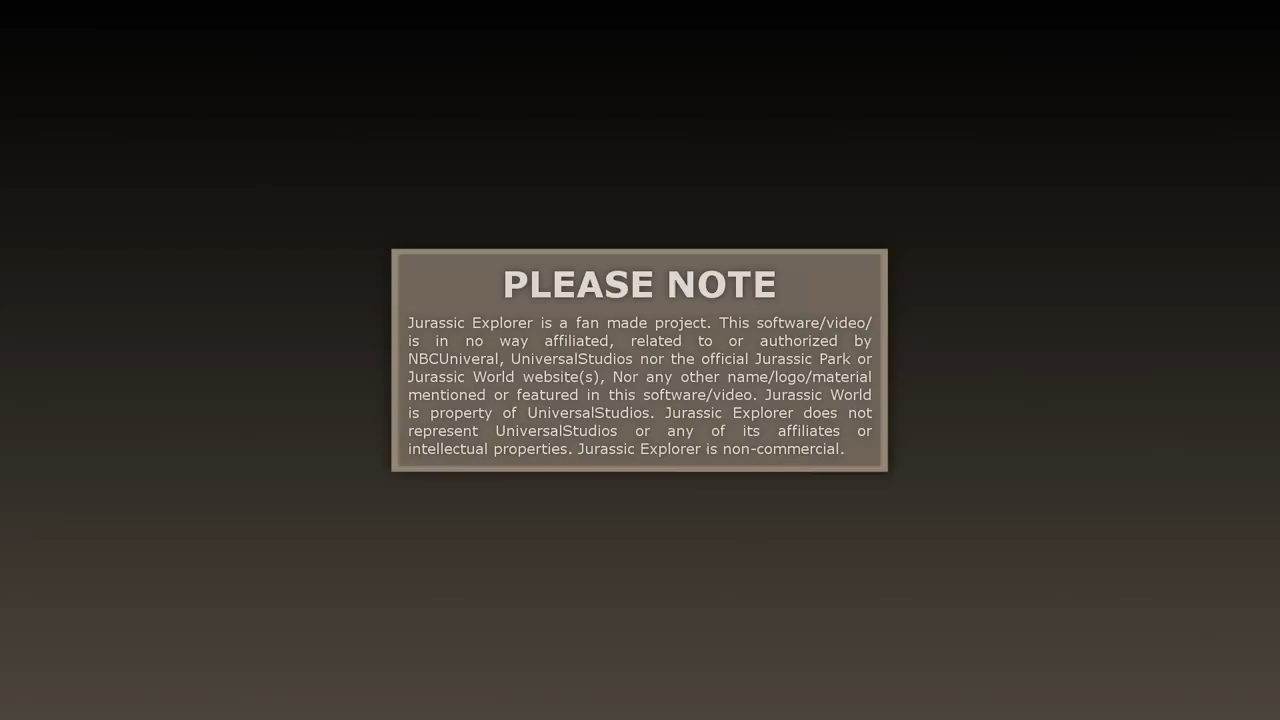 PLEASE NOTE
Jurassic Explorer is a fan made project. This software/video/
is in no way affiliated, related to or authorized by
NBCUniveral, UniversalStudios nor the official Jurassic Park or
Jurassic World website(s), Nor any other name/logo/material
mentioned or featured in this software/video. Jurassic World
is property of UniversalStudios. Jurassic Explorer does not
represent UniversalStudios or any of its affiliates or
intellectual properties. Jurassic Explorer is non-commercial.